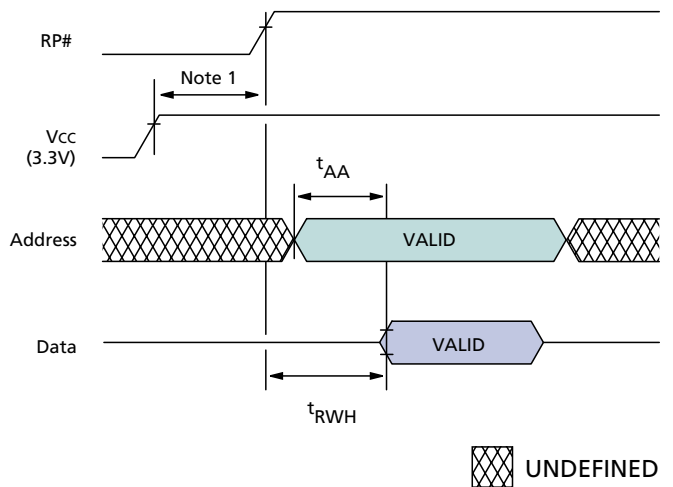 RP#
Note 1
VCC
(3.3V)
tAA
Address
VALID
Data
VALID
tRWH
UNDEFINED